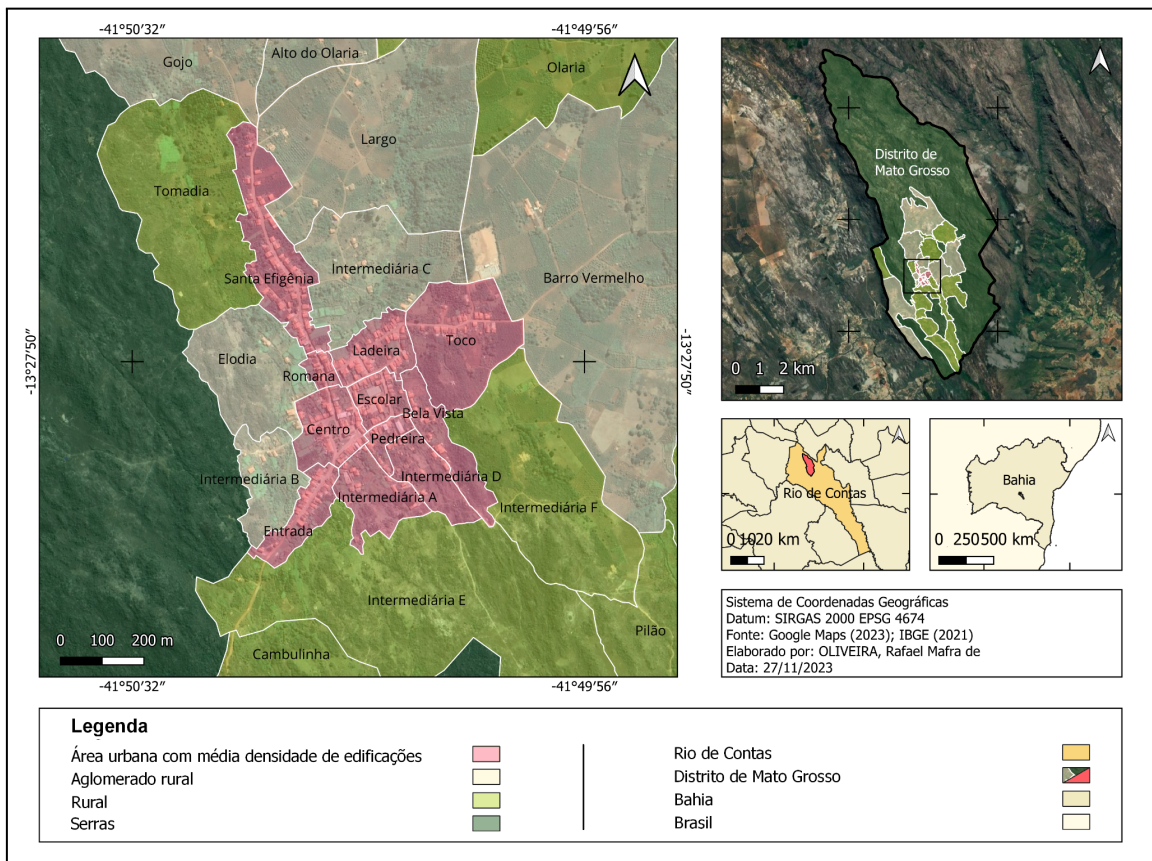 -41°50'32"
-41°49'56"
Gojo
Alto do Olaria
Olaria
Largo
Tomadia
Santa Efigênia
Intermediária C
Barro Vermelho
Elodia
Ladeira
Toco
Romana
Escolar
Bela Vista
Centro
Pedreira
Intermediária B
Intermediária D
Intermediária A
Intermediária F
Entrada
Intermediária E
Pilão
Cambulinha
0 100 200 m
-13°27'50"
-13°27'50"
-41°50'32"
-41°49'56"
Distrito de
Mato Grosso
0 1 2 km
Rio de Contas
0 1020 km
Bahia
0 250500 km
Sistema de Coordenadas Geográficas
Datum: SIRGAS 2000 EPSG 4674
Fonte: Google Maps (2023); IBGE (2021)
Elaborado por: OLIVEIRA, Rafael Mafra de
Data: 27/11/2023
Legenda
Área urbana com média densidade de edificações
Aglomerado rural
Rural
Serras
Rio de Contas
Distrito de Mato Grosso
Bahia
Brasil